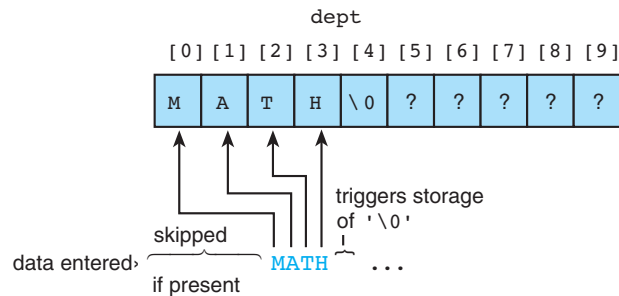 dept
[0] [1] [2] [3] [4] [5] [6] [7] [8] [9]
M A T H \0 ? ? ? ? ?
triggers storage
of '\0'
skipped
data entered› MATH ...
if present